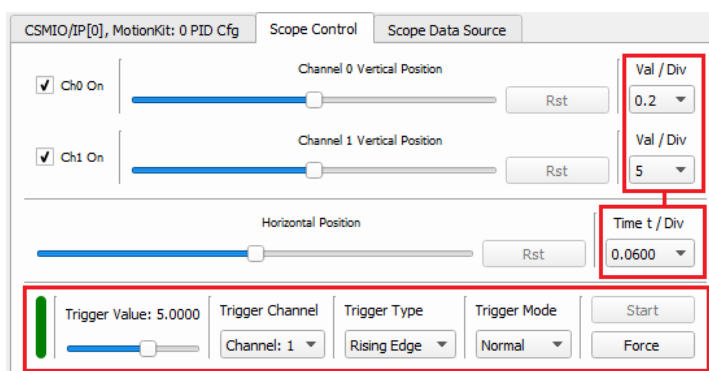 CSMIO/IP[0], MotionKit: 0 PID Cfg Scope Control Scope Data Source
Channel 0 Vertical Position Val / Div
Ch0 On Rst 0.2
Channel 1 Vertical Position Val / Div
Ch1 On Rst 5
Horizontal Position Time t / Div
Rst 0.0600
Trigger Value: 5.0000 Trigger Channel Trigger Type Trigger Mode Start
Channel: 1 Rising Edge Normal Force